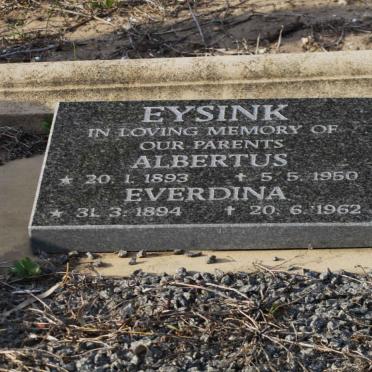 EYSINK
IN LOVING MEMORY OF
OUR PARENTS
ALBERTUS
★ 20. 1. 1893 ✝ 5. 5. 1950
EVERDINA
★ 31. 3. 1894 ✝ 20. 6. 1962